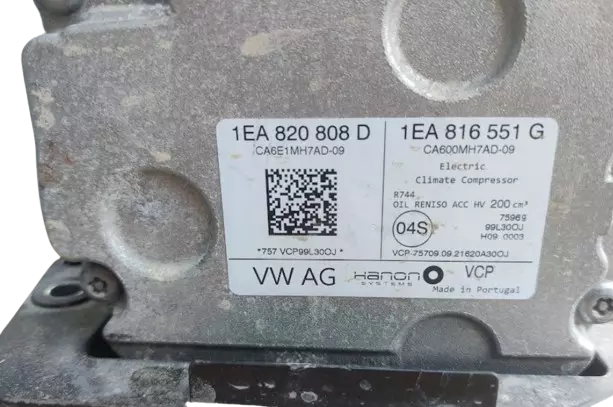 1EA 820 808 D
CA6E1MH7AD-09
*757 VCP99L30OJ *
1EA 816 551 G
CA600MH7AD-09
Electric
Climate Compressor
R744
OIL RENISO ACC HV 200 cm³
04S
75969
99L30OJ
H09 0003
VCP-75709.09.21620A30OJ
VW AG
Hanon
SYSTEMS
VCP
Made in Portugal